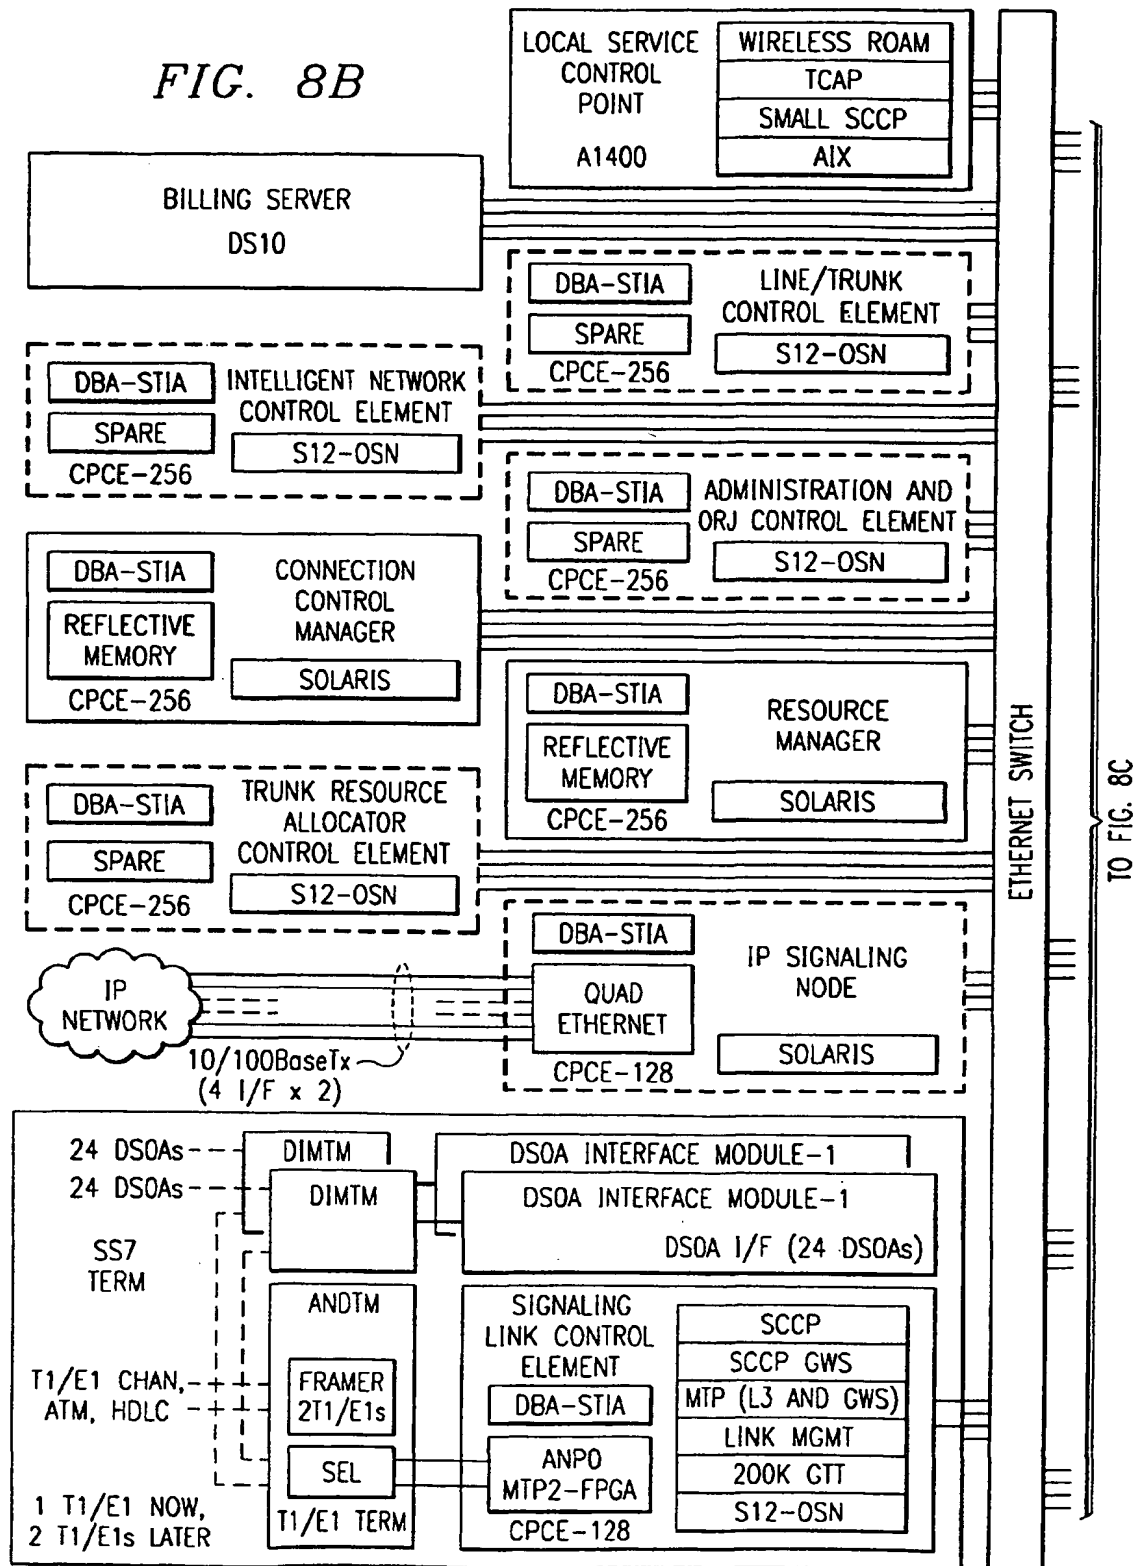 FIG. 8B
LOCAL SERVICE
CONTROL
POINT
A1400
WIRELESS ROAM
TCAP
SMALL SCCP
AIX
BILLING SERVER
DS10
DBA-STIA
SPARE
CPCE-256
LINE/TRUNK
CONTROL ELEMENT
S12-OSN
DBA-STIA
SPARE
CPCE-256
INTELLIGENT NETWORK
CONTROL ELEMENT
S12-OSN
DBA-STIA
SPARE
CPCE-256
ADMINISTRATION AND
ORJ CONTROL ELEMENT
S12-OSN
DBA-STIA
REFLECTIVE
MEMORY
CPCE-256
CONNECTION
CONTROL
MANAGER
SOLARIS
DBA-STIA
REFLECTIVE
MEMORY
CPCE-256
RESOURCE
MANAGER
SOLARIS
DBA-STIA
SPARE
CPCE-256
TRUNK RESOURCE
ALLOCATOR
CONTROL ELEMENT
S12-OSN
DBA-STIA
QUAD
ETHERNET
CPCE-128
IP SIGNALING
NODE
SOLARIS
IP
NETWORK
10/100BaseTx
(4 I/F x 2)
ETHERNET SWITCH
TO FIG. 8C
24 DSOAs
24 DSOAs
SS7
TERM
T1/E1 CHAN,
ATM, HDLC
1 T1/E1 NOW,
2 T1/E1s LATER
DIMTM
DIMTM
DSOA INTERFACE MODULE-1
DSOA INTERFACE MODULE-1
DSOA I/F (24 DSOAs)
ANDTM
FRAMER
2T1/E1s
SEL
T1/E1 TERM
SIGNALING
LINK CONTROL
ELEMENT
DBA-STIA
ANPO
MTP2-FPGA
CPCE-128
SCCP
SCCP GWS
MTP (L3 AND GWS)
LINK MGMT
200K GTT
S12-OSN